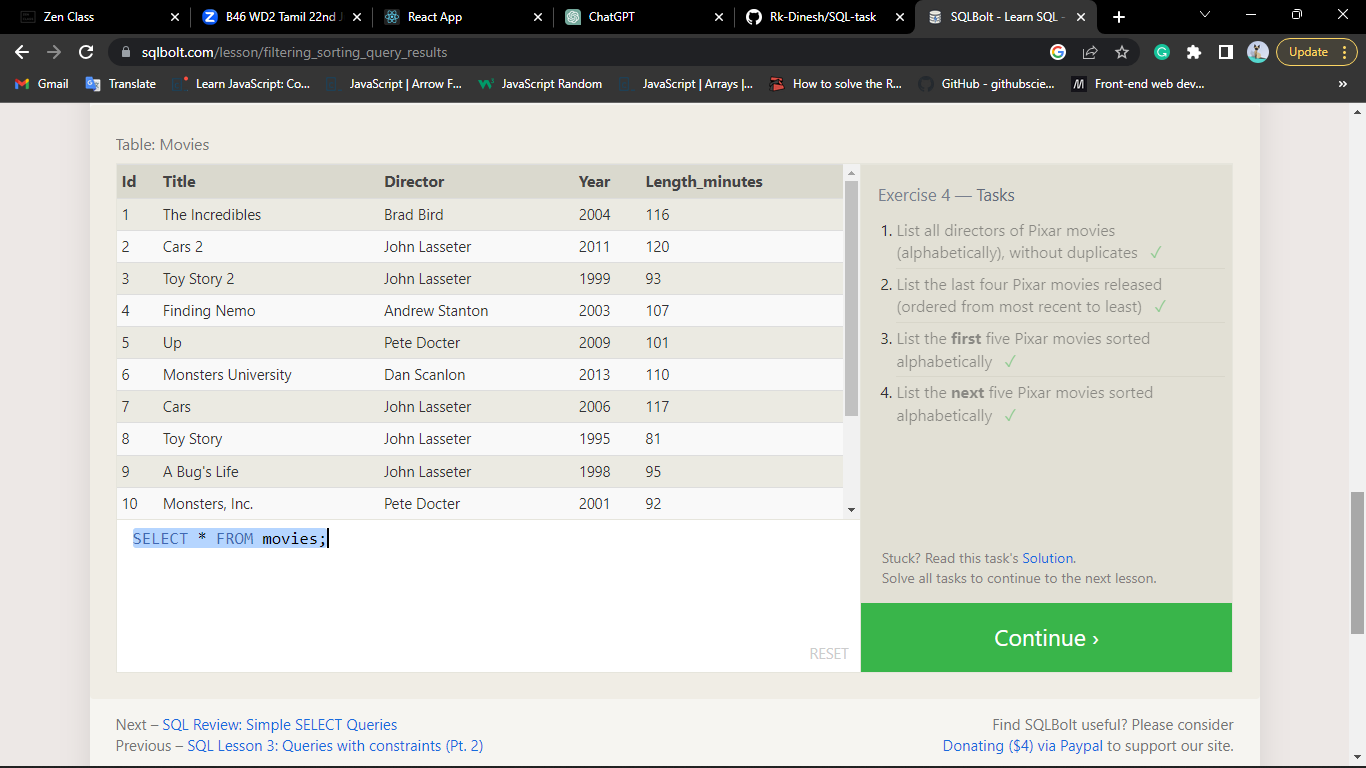 Zen Class
B46 WD2 Tamil 22nd J
React App
ChatGPT
Rk-Dinesh/SQL-task
SQLBolt - Learn SQL -
sqlbolt.com/lesson/filtering_sorting_query_results
Update
Gmail
Translate
Learn JavaScript: Co...
JavaScript | Arrow F...
JavaScript Random
JavaScript | Arrays |...
How to solve the R...
GitHub - githubscie...
Front-end web dev...
»
Table: Movies
Id Title Director Year Length_minutes
1 The Incredibles Brad Bird 2004 116
2 Cars 2 John Lasseter 2011 120
3 Toy Story 2 John Lasseter 1999 93
4 Finding Nemo Andrew Stanton 2003 107
5 Up Pete Docter 2009 101
6 Monsters University Dan Scanlon 2013 110
7 Cars John Lasseter 2006 117
8 Toy Story John Lasseter 1995 81
9 A Bug's Life John Lasseter 1998 95
10 Monsters, Inc. Pete Docter 2001 92
SELECT * FROM movies;
RESET
Exercise 4 — Tasks
1. List all directors of Pixar movies
(alphabetically), without duplicates ✓
2. List the last four Pixar movies released
(ordered from most recent to least) ✓
3. List the first five Pixar movies sorted
alphabetically ✓
4. List the next five Pixar movies sorted
alphabetically ✓
Stuck? Read this task's Solution.
Solve all tasks to continue to the next lesson.
Continue ›
Next – SQL Review: Simple SELECT Queries
Previous – SQL Lesson 3: Queries with constraints (Pt. 2)
Find SQLBolt useful? Please consider
Donating ($4) via Paypal to support our site.